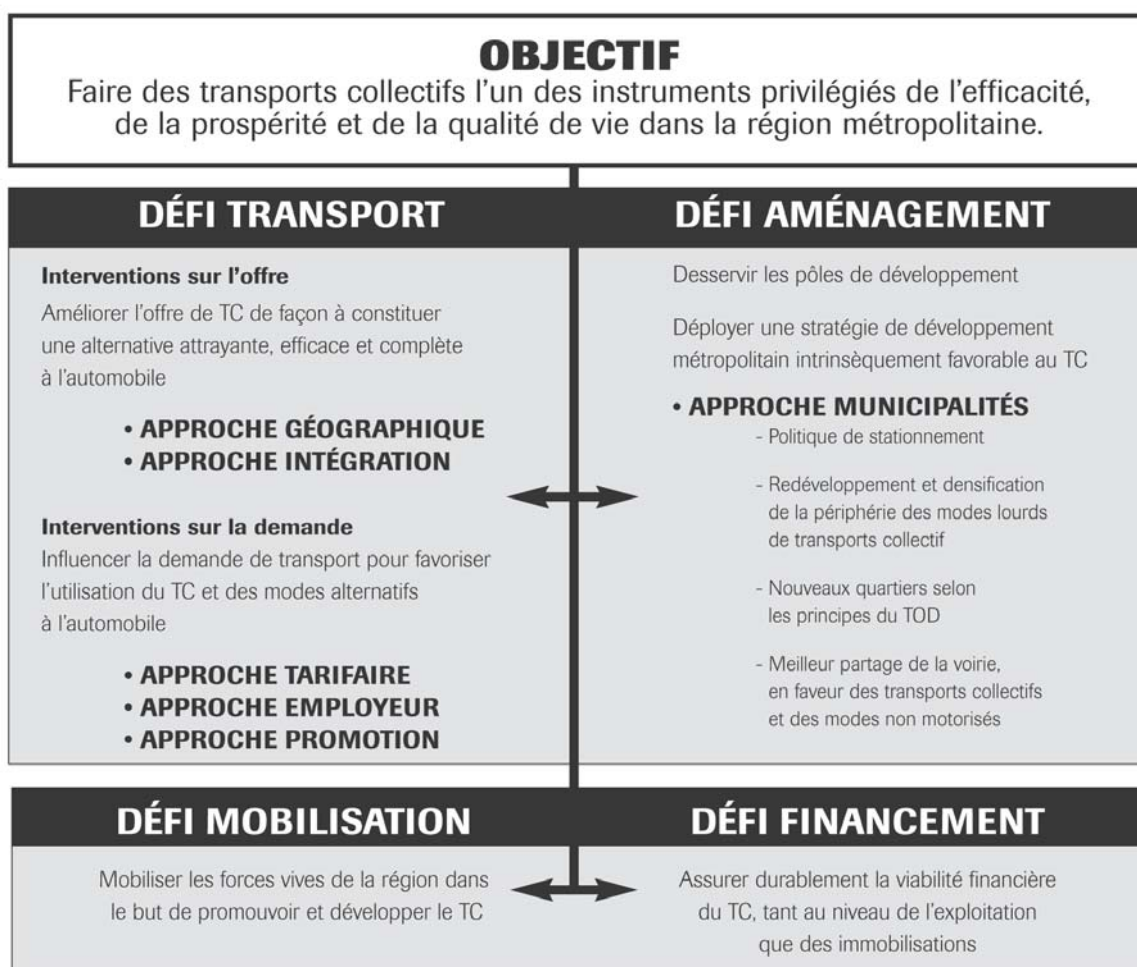 OBJECTIF
Faire des transports collectifs l'un des instruments privilégiés de l'efficacité,
de la prospérité et de la qualité de vie dans la région métropolitaine.
DÉFI TRANSPORT
Interventions sur l'offre
Améliorer l'offre de TC de façon à constituer
une alternative attrayante, efficace et complète
à l'automobile
• APPROCHE GÉOGRAPHIQUE
• APPROCHE INTÉGRATION
Interventions sur la demande
Influencer la demande de transport pour favoriser
l'utilisation du TC et des modes alternatifs
à l'automobile
• APPROCHE TARIFAIRE
• APPROCHE EMPLOYEUR
• APPROCHE PROMOTION
DÉFI AMÉNAGEMENT
Desservir les pôles de développement
Déployer une stratégie de développement
métropolitain intrinsèquement favorable au TC
• APPROCHE MUNICIPALITÉS
- Politique de stationnement
- Redéveloppement et densification
de la périphérie des modes lourds
de transports collectif
- Nouveaux quartiers selon
les principes du TOD
- Meilleur partage de la voirie,
en faveur des transports collectifs
et des modes non motorisés
DÉFI MOBILISATION
Mobiliser les forces vives de la région dans
le but de promouvoir et développer le TC
DÉFI FINANCEMENT
Assurer durablement la viabilité financière
du TC, tant au niveau de l'exploitation
que des immobilisations